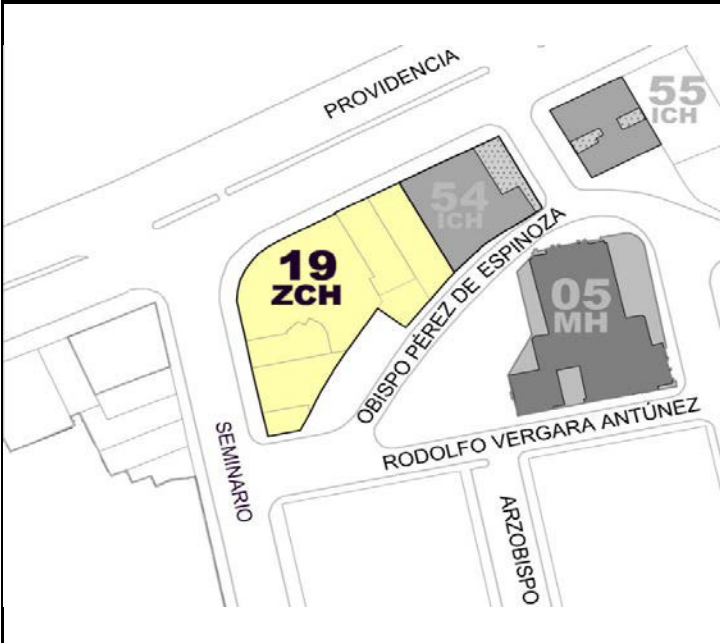 PROVIDENCIA
55
ICH
54
ICH
19
ZCH
OBISPO PÉREZ DE ESPINOZA
05
MH
RODOLFO VERGARA ANTÚNEZ
SEMINARIO
ARZOBISPO